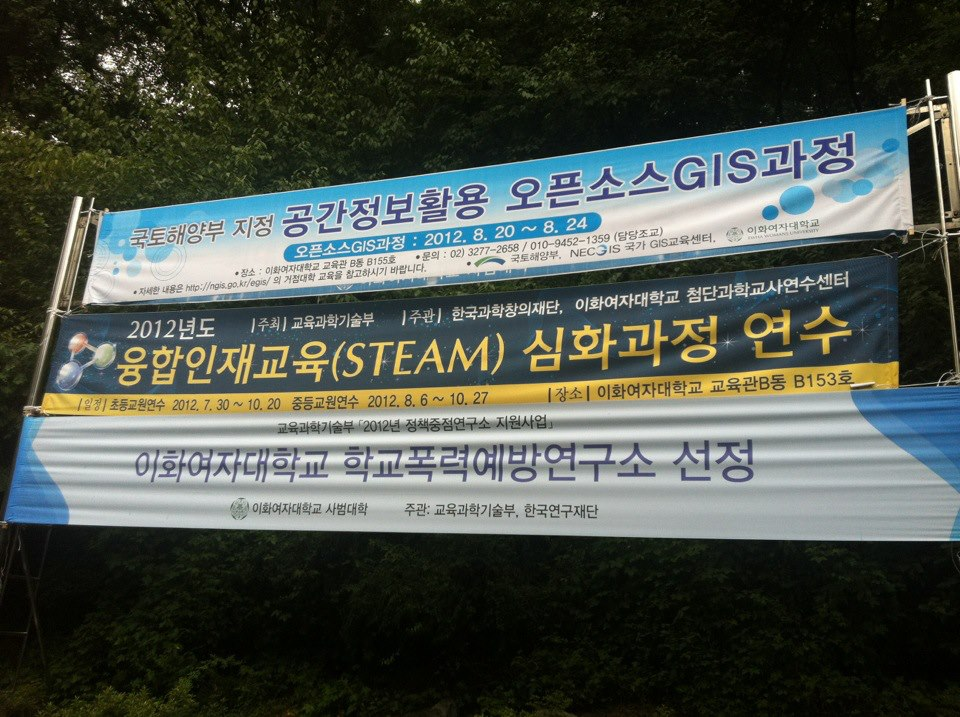 국토해양부 지정 공간정보활용 오픈소스GIS과정
오픈소스GIS과정 : 2012. 8. 20 ~ 8. 24
이화여자대학교
EWHA WOMANS UNIVERSITY
• 장소 : 이화여자대학교 교육관 B동 B155호 • 문의 : 02) 3277-2658 / 010-9452-1359 (담당조교)
• 자세한 내용은 http://ngis.go.kr/egis/ 의 거점대학 교육을 참고하시기 바랍니다. 국토해양부, NECGIS 국가 GIS교육센터,
2012년도 |주최| 교육과학기술부 |주관| 한국과학창의재단, 이화여자대학교 첨단과학교사연수센터
융합인재교육(STEAM) 심화과정 연수
|일정| 초등교원연수 2012. 7. 30 ~ 10. 20 중등교원연수 2012. 8. 6 ~ 10. 27 |장소| 이화여자대학교 교육관B동 B153호
교육과학기술부 「2012년 정책중점연구소 지원사업」
이화여자대학교 학교폭력예방연구소 선정
이화여자대학교 사범대학 주관: 교육과학기술부, 한국연구재단